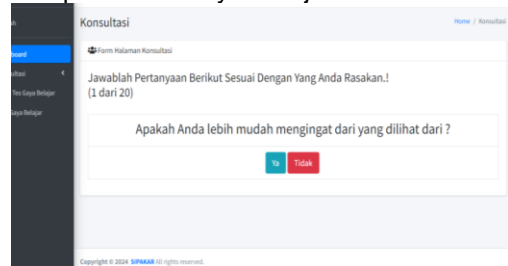 Konsultasi
Home / Konsultasi
Form Halaman Konsultasi
Jawablah Pertanyaan Berikut Sesuai Dengan Yang Anda Rasakan.!
(1 dari 20)
Apakah Anda lebih mudah mengingat dari yang dilihat dari ?
Ya Tidak
Tes Gaya Belajar
Gaya Belajar
Copyright © 2024 SIPAKAR All rights reserved.